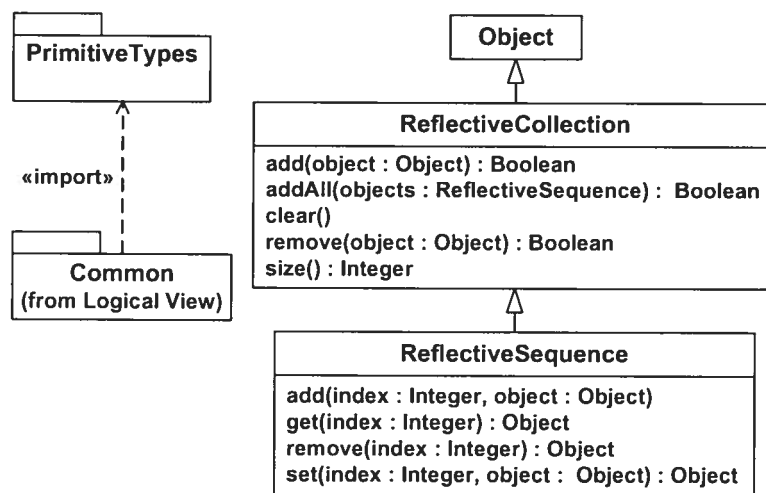 PrimitiveTypes
«import»
Common
(from Logical View)
Object
ReflectiveCollection
add(object : Object) : Boolean
addAll(objects : ReflectiveSequence) : Boolean
clear()
remove(object : Object) : Boolean
size() : Integer
ReflectiveSequence
add(index : Integer, object : Object)
get(index : Integer) : Object
remove(index : Integer) : Object
set(index : Integer, object : Object) : Object